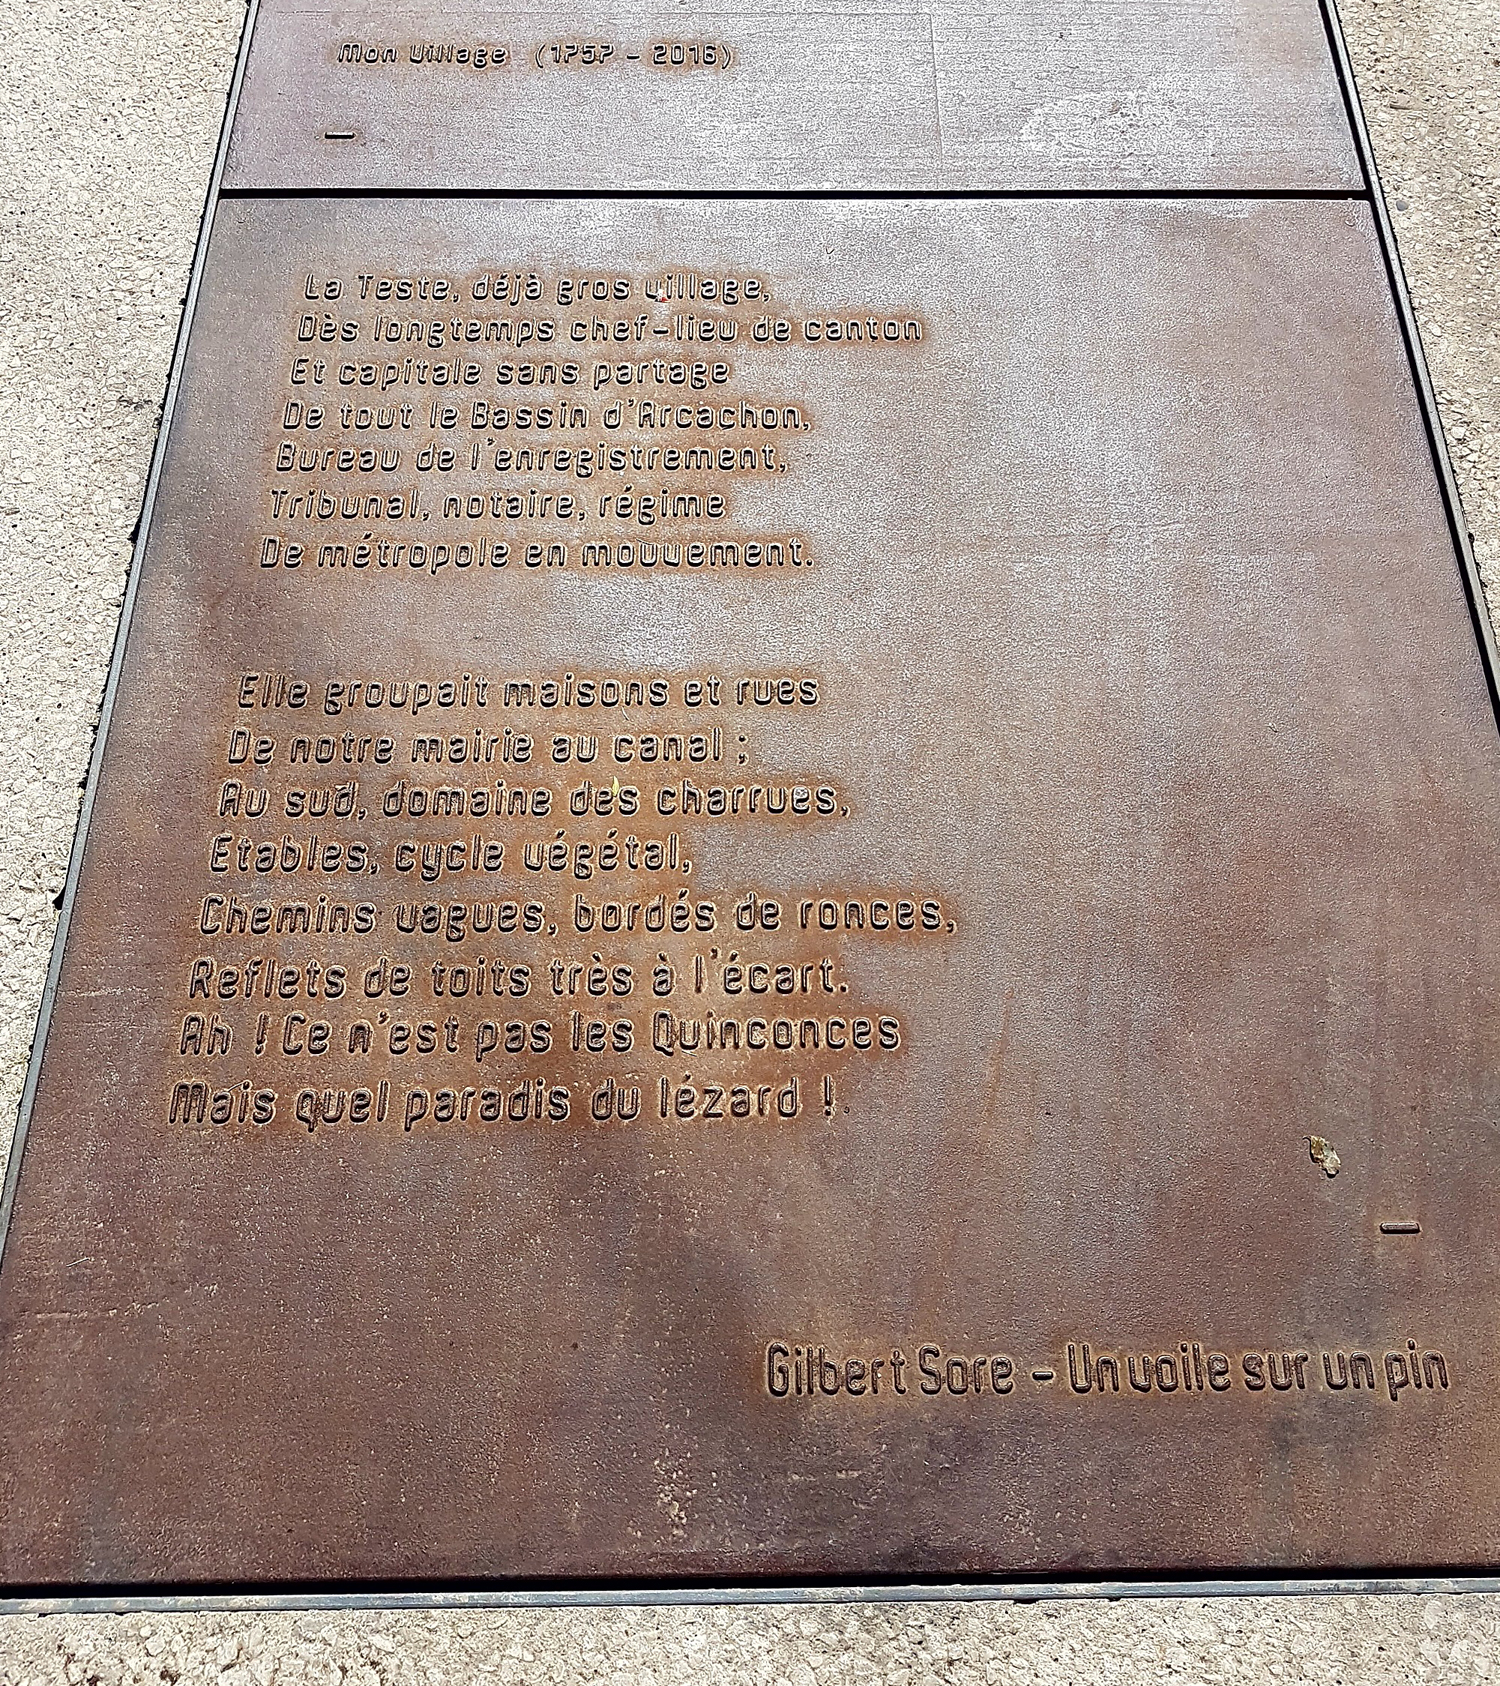 Mon Village (1757 - 2016)
La Teste, déjà gros village,
Dès longtemps chef-lieu de canton
Et capitale sans partage
De tout le Bassin d'Arcachon,
Bureau de l'enregistrement,
Tribunal, notaire, régime
De métropole en mouvement.
Elle groupait maisons et rues
De notre mairie au canal ;
Au sud, domaine des charrues,
Etables, cycle végétal,
Chemins vagues, bordés de ronces,
Reflets de toits très à l'écart.
Ah ! Ce n'est pas les Quinconces
Mais quel paradis du lézard !
Gilbert Sore - Un voile sur un pin